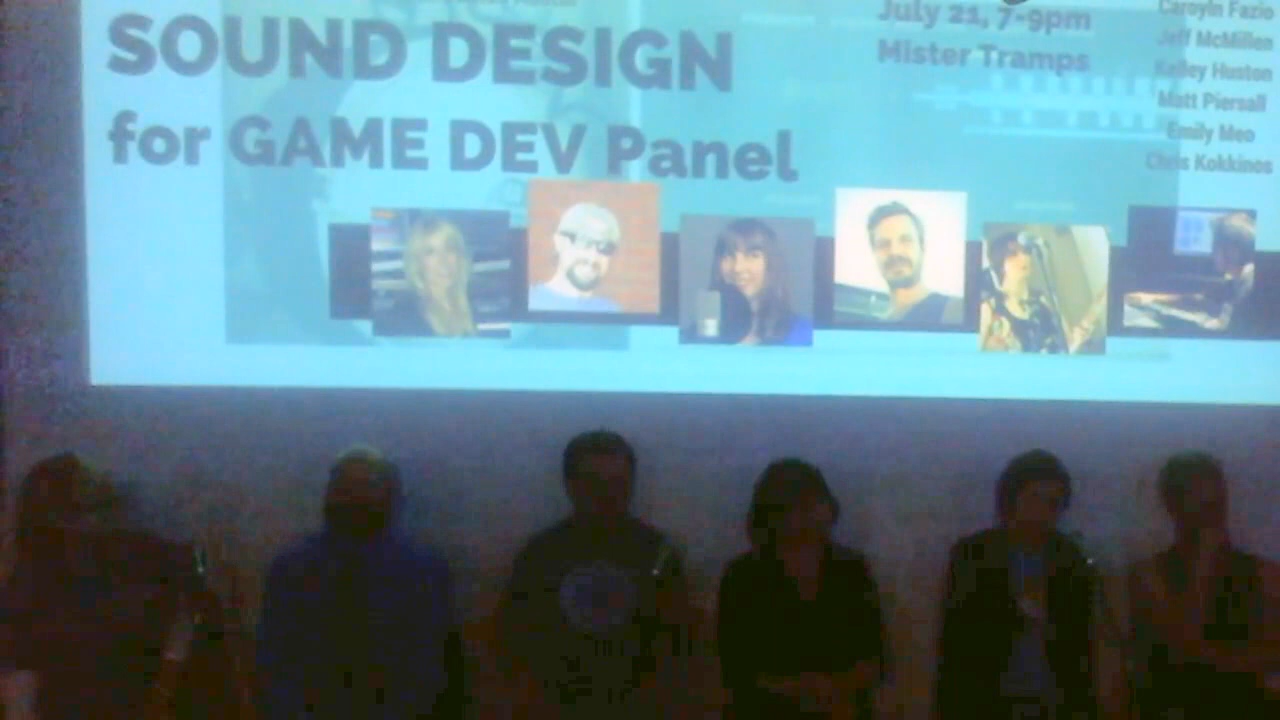 SOUND DESIGN
for GAME DEV Panel
July 21, 7-9pm
Mister Tramps
Caroyln Fazio
Jeff McMillen
Kelley Huston
Matt Piersall
Emily Meo
Chris Kokkinos